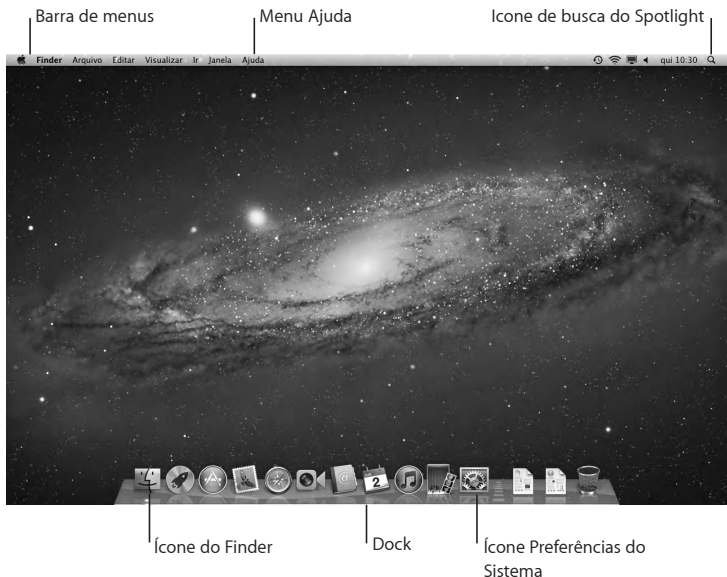 Barra de menus
Menu Ajuda
Icone de busca do Spotlight
Finder Arquivo Editar Visualizar Ir Janela Ajuda
qui 10:30
2
Ícone do Finder
Dock
Ícone Preferências do
Sistema